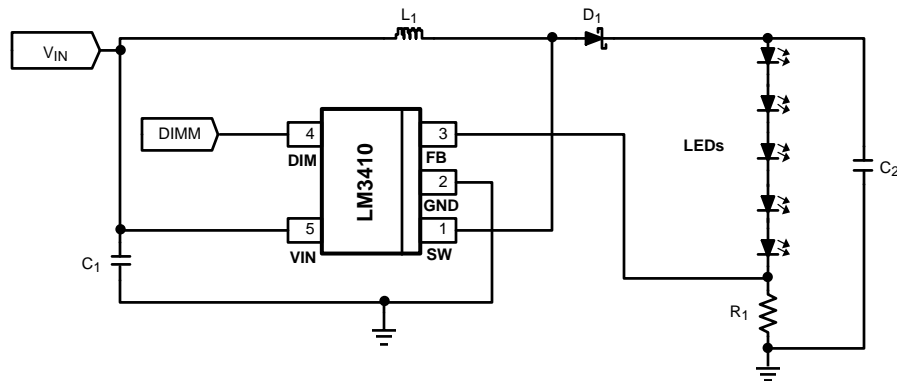 L1
D1
VIN
DIMM
4
3
DIM
FB
LEDs
LM3410
2
C2
GND
5
1
VIN
SW
C1
R1